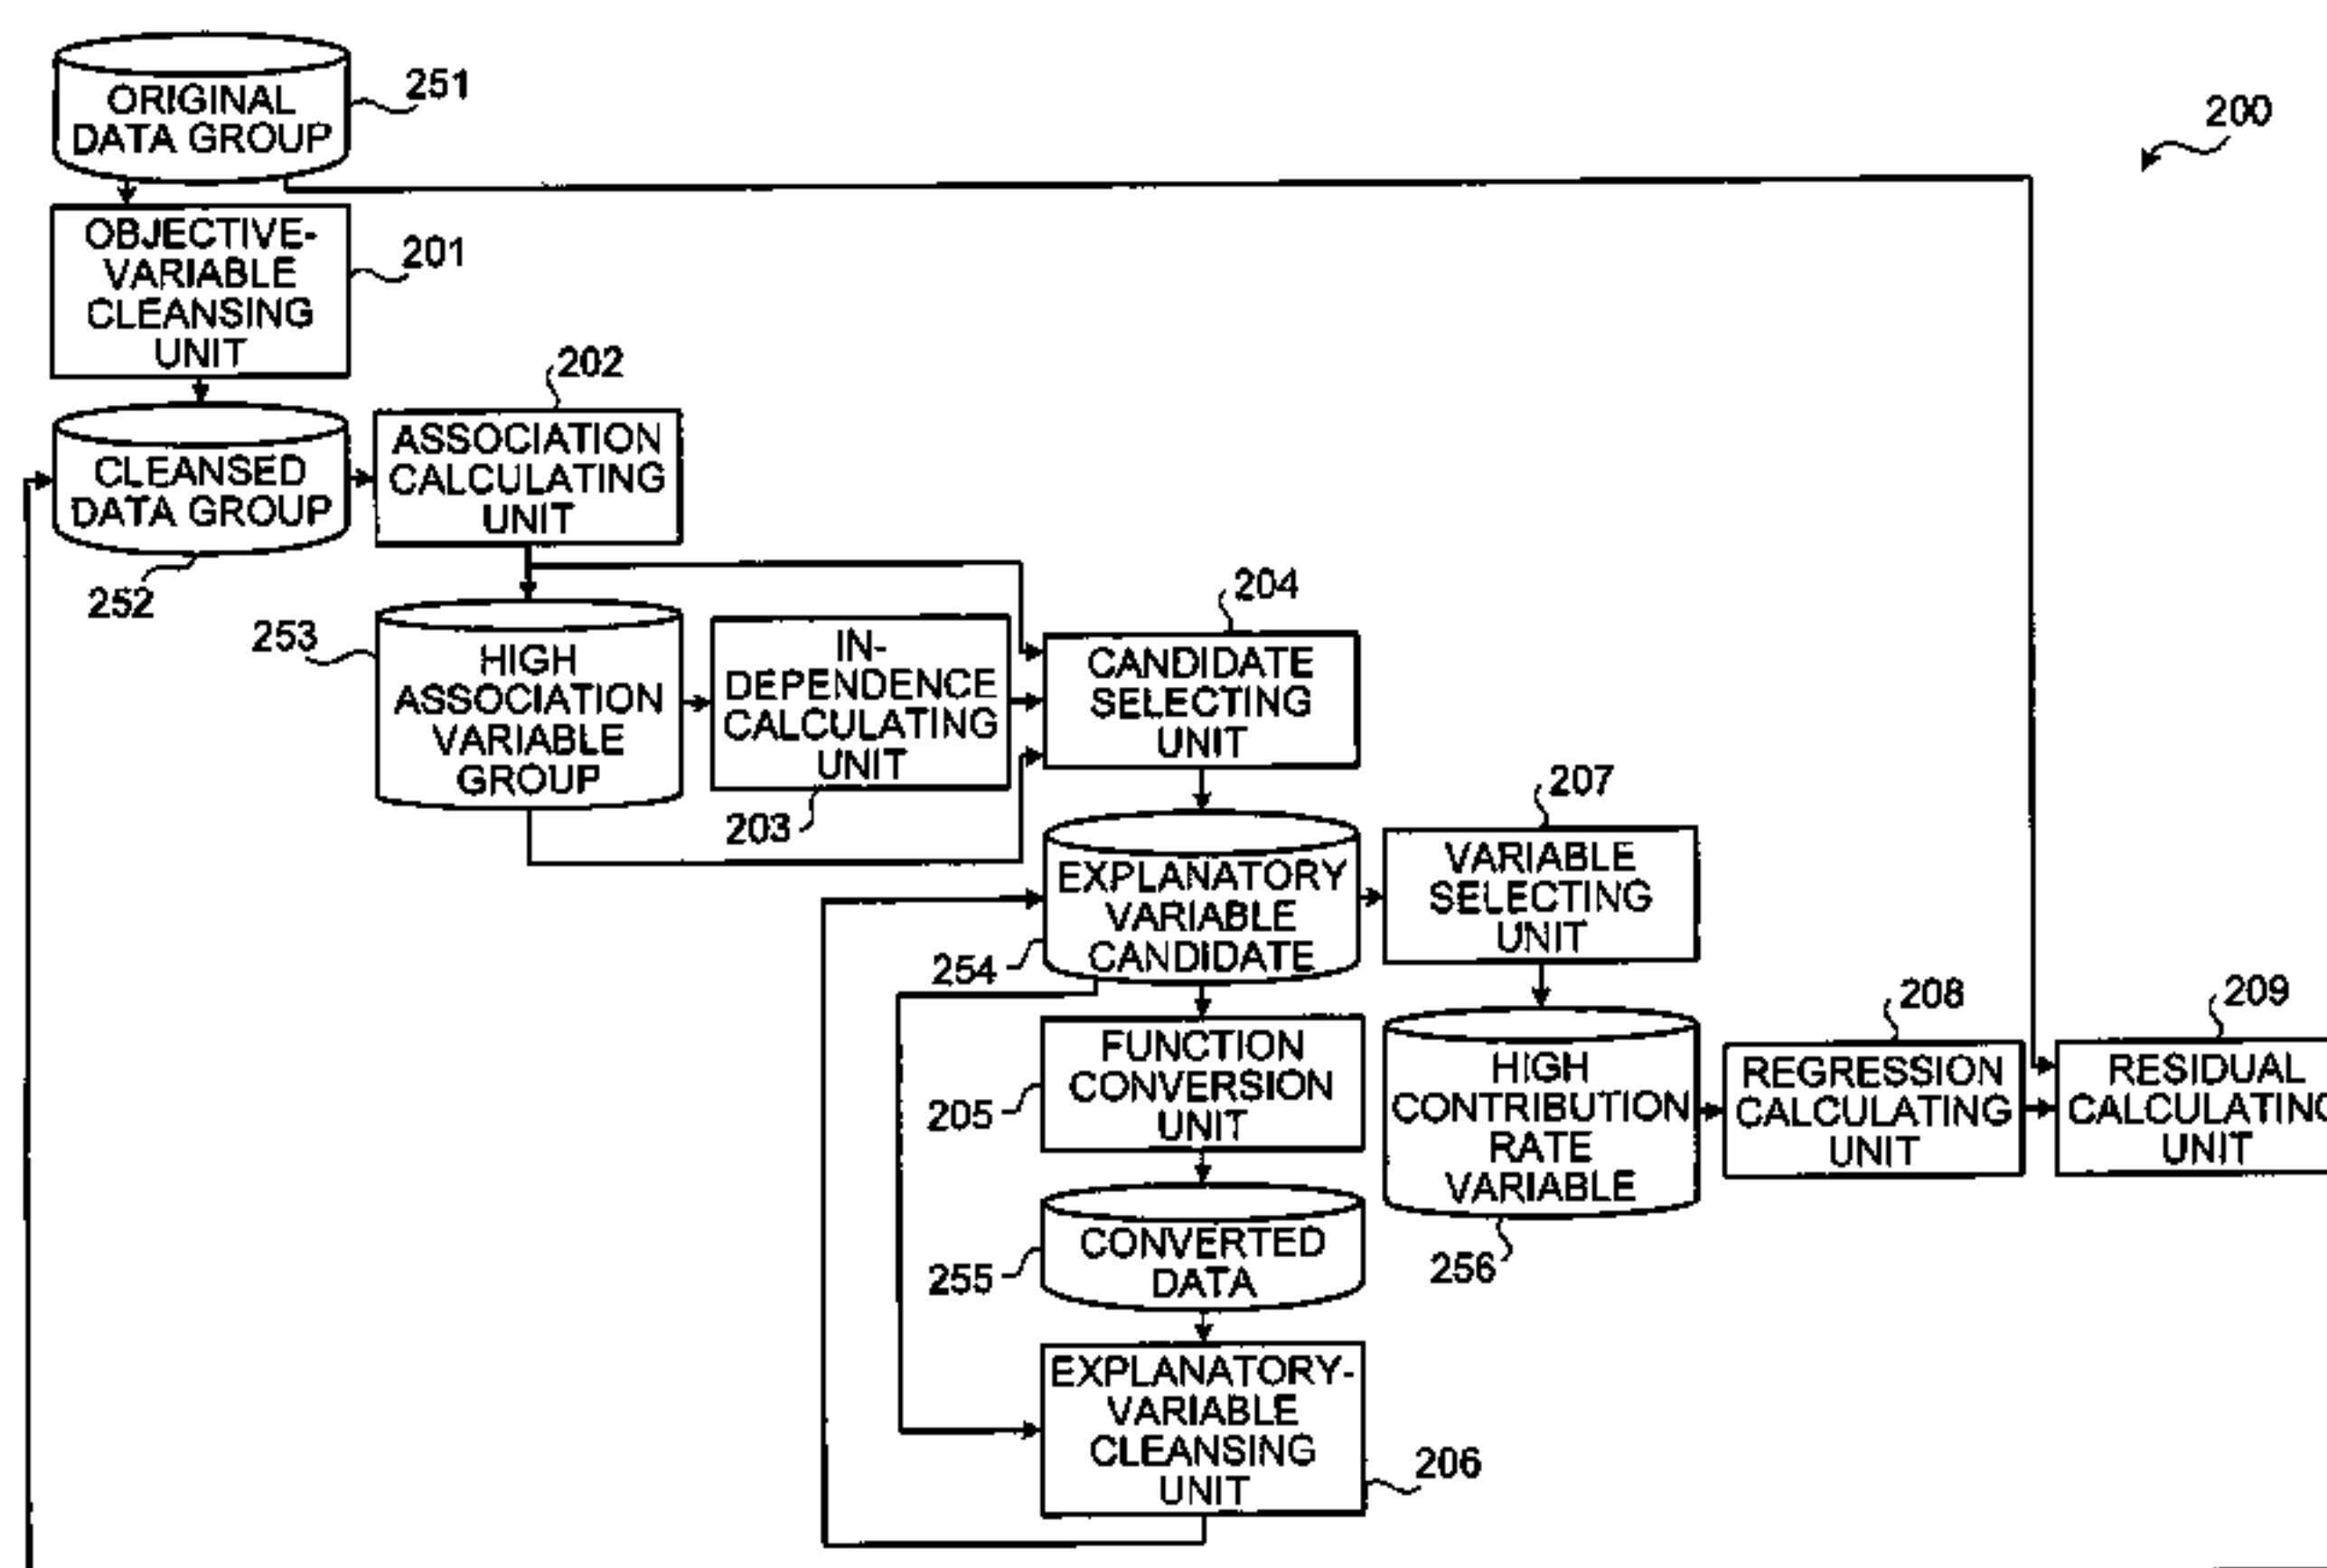 ORIGINAL
DATA GROUP
251
200
OBJECTIVE-
VARIABLE
CLEANSING
UNIT
201
CLEANSED
DATA GROUP
252
202
ASSOCIATION
CALCULATING
UNIT
253
HIGH
ASSOCIATION
VARIABLE
GROUP
IN-
DEPENDENCE
CALCULATING
UNIT
203
204
CANDIDATE
SELECTING
UNIT
EXPLANATORY
VARIABLE
CANDIDATE
254
207
VARIABLE
SELECTING
UNIT
FUNCTION
CONVERSION
UNIT
205
HIGH
CONTRIBUTION
RATE
VARIABLE
256
208
REGRESSION
CALCULATING
UNIT
209
RESIDUAL
CALCULATING
UNIT
CONVERTED
DATA
255
EXPLANATORY-
VARIABLE
CLEANSING
UNIT
206